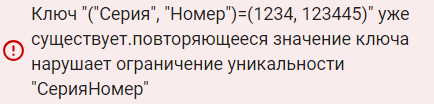 Ключ "("Серия", "Номер")=(1234, 123445)" уже
существует.повторяющееся значение ключа
нарушает ограничение уникальности
"СерияНомер"